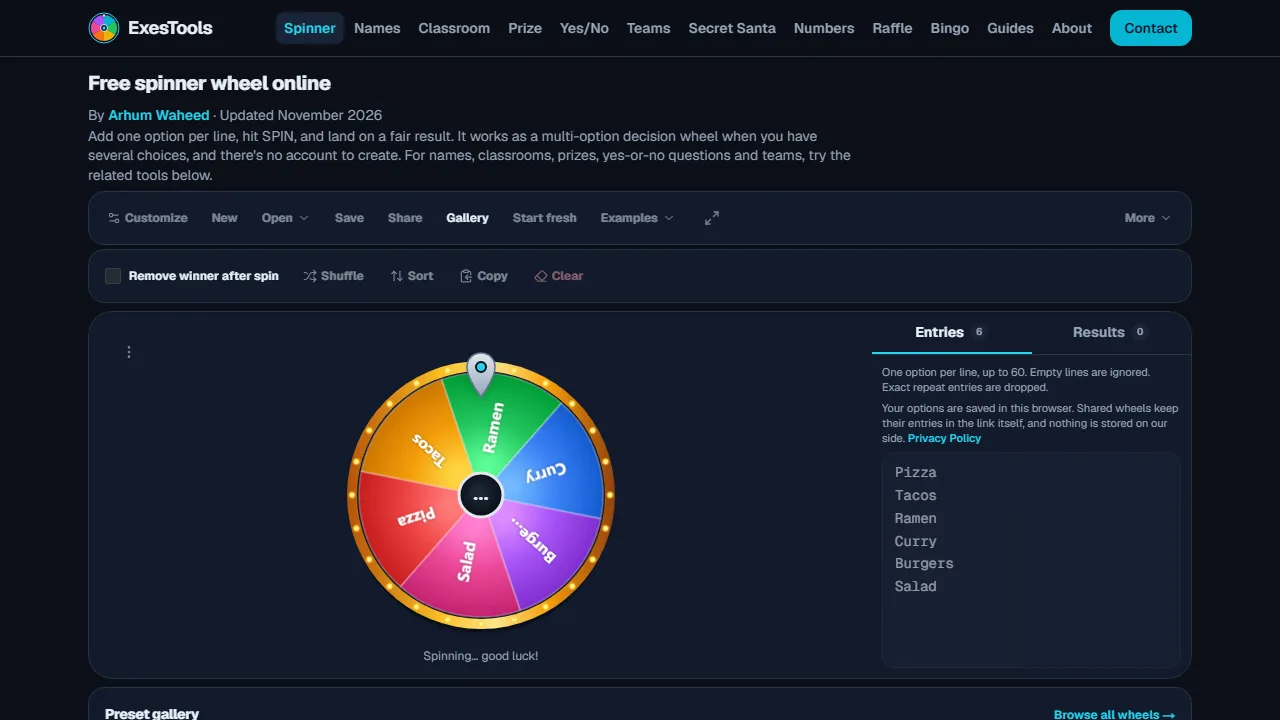 ExesTools
Spinner
Names
Classroom
Prize
Yes/No
Teams
Secret Santa
Numbers
Raffle
Bingo
Guides
About
Contact
Free spinner wheel online
By Arhum Waheed · Updated November 2026
Add one option per line, hit SPIN, and land on a fair result. It works as a multi-option decision wheel when you have
several choices, and there's no account to create. For names, classrooms, prizes, yes-or-no questions and teams, try the
related tools below.
Customize
New
Open
Save
Share
Gallery
Start fresh
Examples
More
Remove winner after spin
Shuffle
Sort
Copy
Clear
Ramen
Curry
Burge...
Salad
Pizza
Tacos
...
Spinning... good luck!
Entries 6
Results 0
One option per line, up to 60. Empty lines are ignored.
Exact repeat entries are dropped.
Your options are saved in this browser. Shared wheels keep
their entries in the link itself, and nothing is stored on our
side. Privacy Policy
Pizza
Tacos
Ramen
Curry
Burgers
Salad
Preset gallery
Browse all wheels →